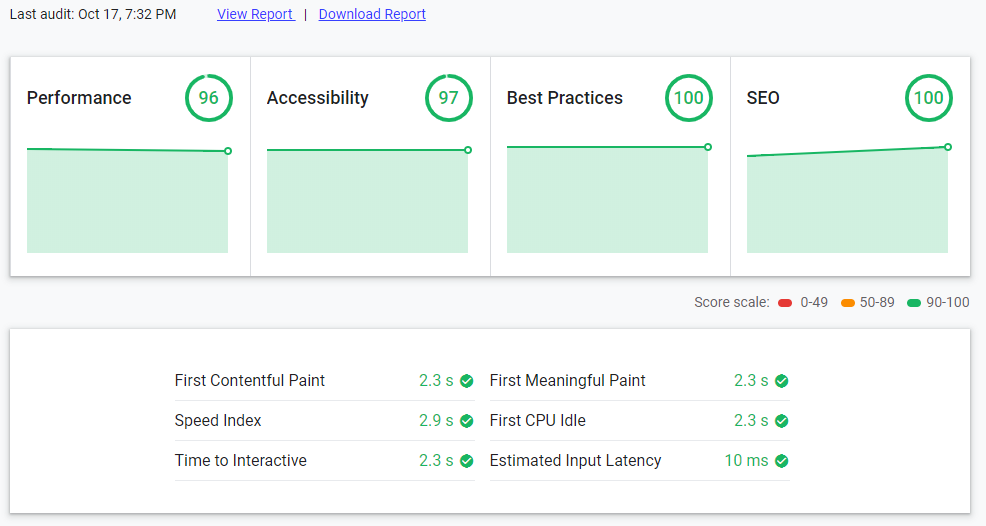 Last audit: Oct 17, 7:32 PM View Report | Download Report
Performance 96 Accessibility 97 Best Practices 100 SEO 100
Score scale: 0-49 50-89 90-100
First Contentful Paint 2.3 s First Meaningful Paint 2.3 s
Speed Index 2.9 s First CPU Idle 2.3 s
Time to Interactive 2.3 s Estimated Input Latency 10 ms